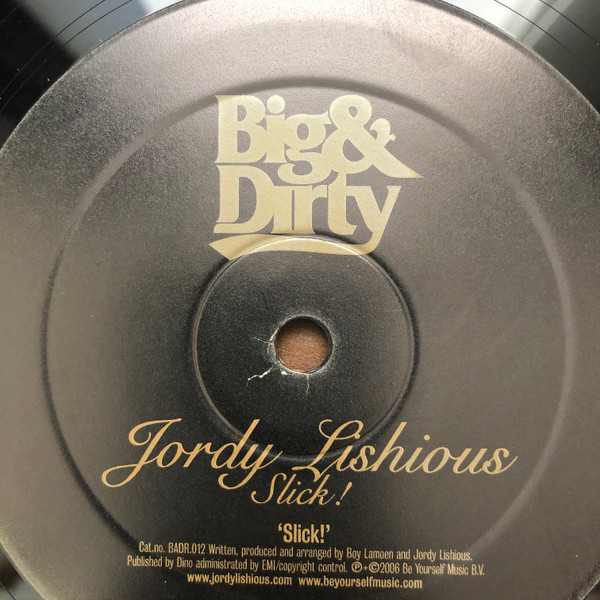 Big&
Dirty
Jordy Lishious
Slick!
‘Slick!’
Cat.no. BADR.012 Written, produced and arranged by Boy Lamoen and Jordy Lishious.
Published by Dino administrated by EMI/copyright control. ℗+©2006 Be Yourself Music B.V.
www.jordylishious.com www.beyourselfmusic.com